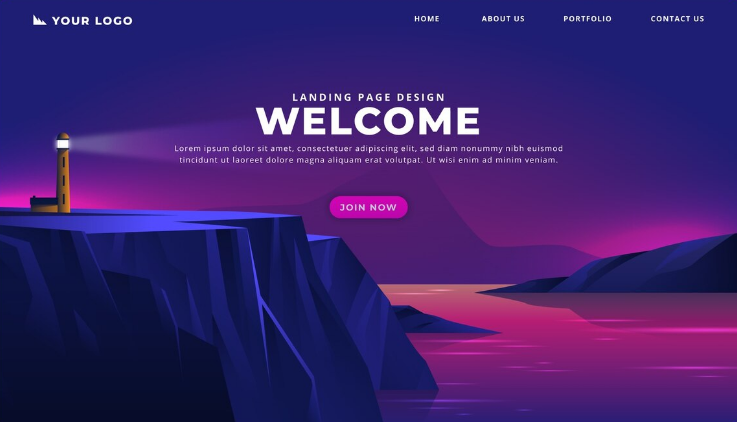 YOUR LOGO
HOME ABOUT US PORTFOLIO CONTACT US
LANDING PAGE DESIGN
WELCOME
Lorem ipsum dolor sit amet, consectetuer adipiscing elit, sed diam nonummy nibh euismod
tincidunt ut laoreet dolore magna aliquam erat volutpat. Ut wisi enim ad minim veniam.
JOIN NOW